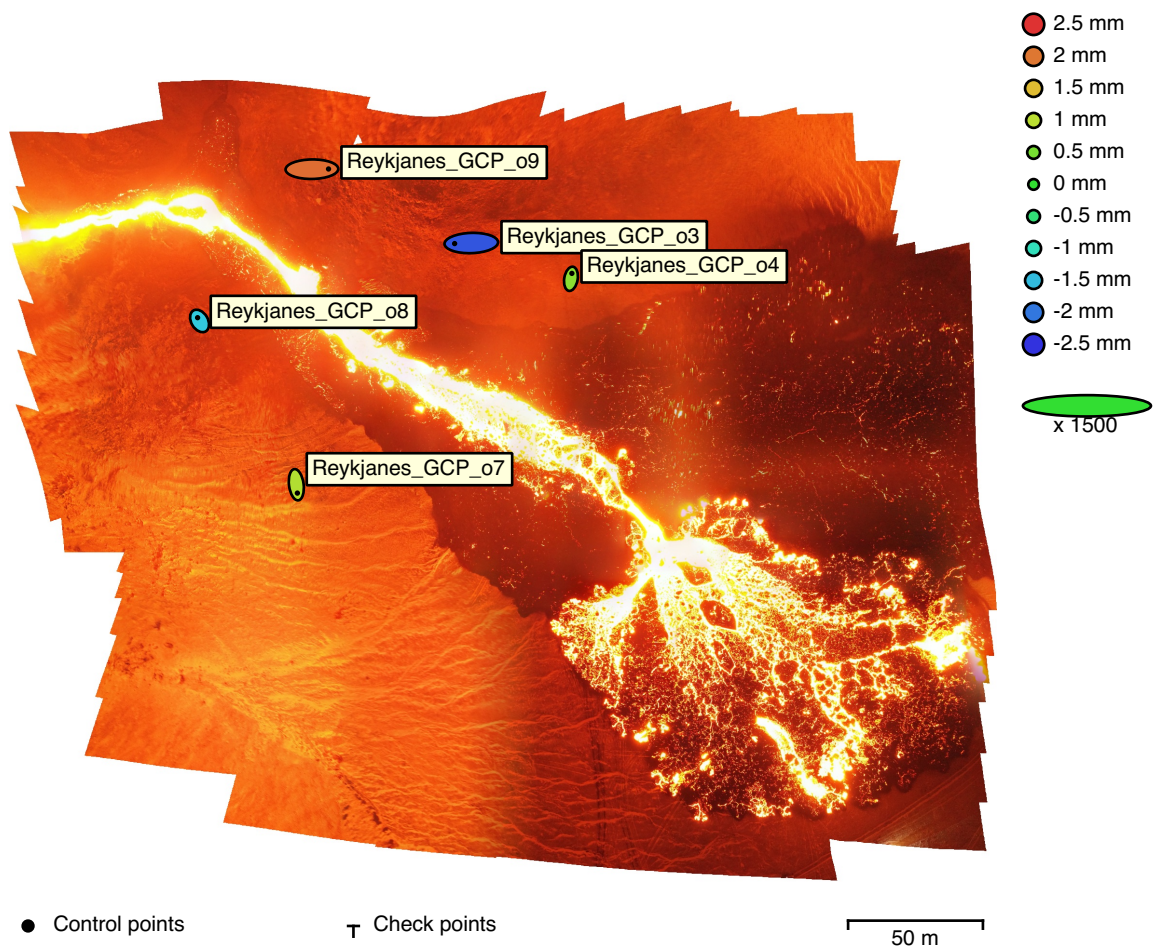 2.5 mm
2 mm
1.5 mm
1 mm
0.5 mm
0 mm
-0.5 mm
-1 mm
-1.5 mm
-2 mm
-2.5 mm
x 1500
Reykjanes_GCP_o9
Reykjanes_GCP_o3
Reykjanes_GCP_o4
Reykjanes_GCP_o8
Reykjanes_GCP_o7
Control points
Check points
50 m